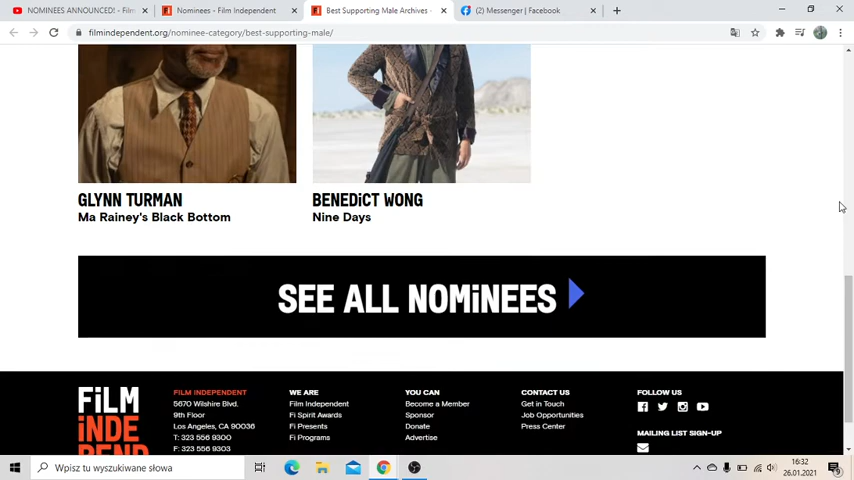 NOMINEES ANNOUNCED! - Film
Nominees - Film Independent
Best Supporting Male Archives -
(2) Messenger | Facebook
filmindependent.org/nominee-category/best-supporting-male/
GLYNN TURMAN
Ma Rainey's Black Bottom
BENEDiCT WONG
Nine Days
SEE ALL NOMiNEES
FiLM
iNDE
PEND
FILM INDEPENDENT
5670 Wilshire Blvd.
9th Floor
Los Angeles, CA 90036
T: 323 556 9300
F: 323 556 9303
WE ARE
Film Independent
Fi Spirit Awards
Fi Presents
Fi Programs
YOU CAN
Become a Member
Sponsor
Donate
Advertise
CONTACT US
Get in Touch
Job Opportunities
Press Center
FOLLOW US
MAILING LIST SIGN-UP
Wpisz tu wyszukiwane słowa
16:32
26.01.2021